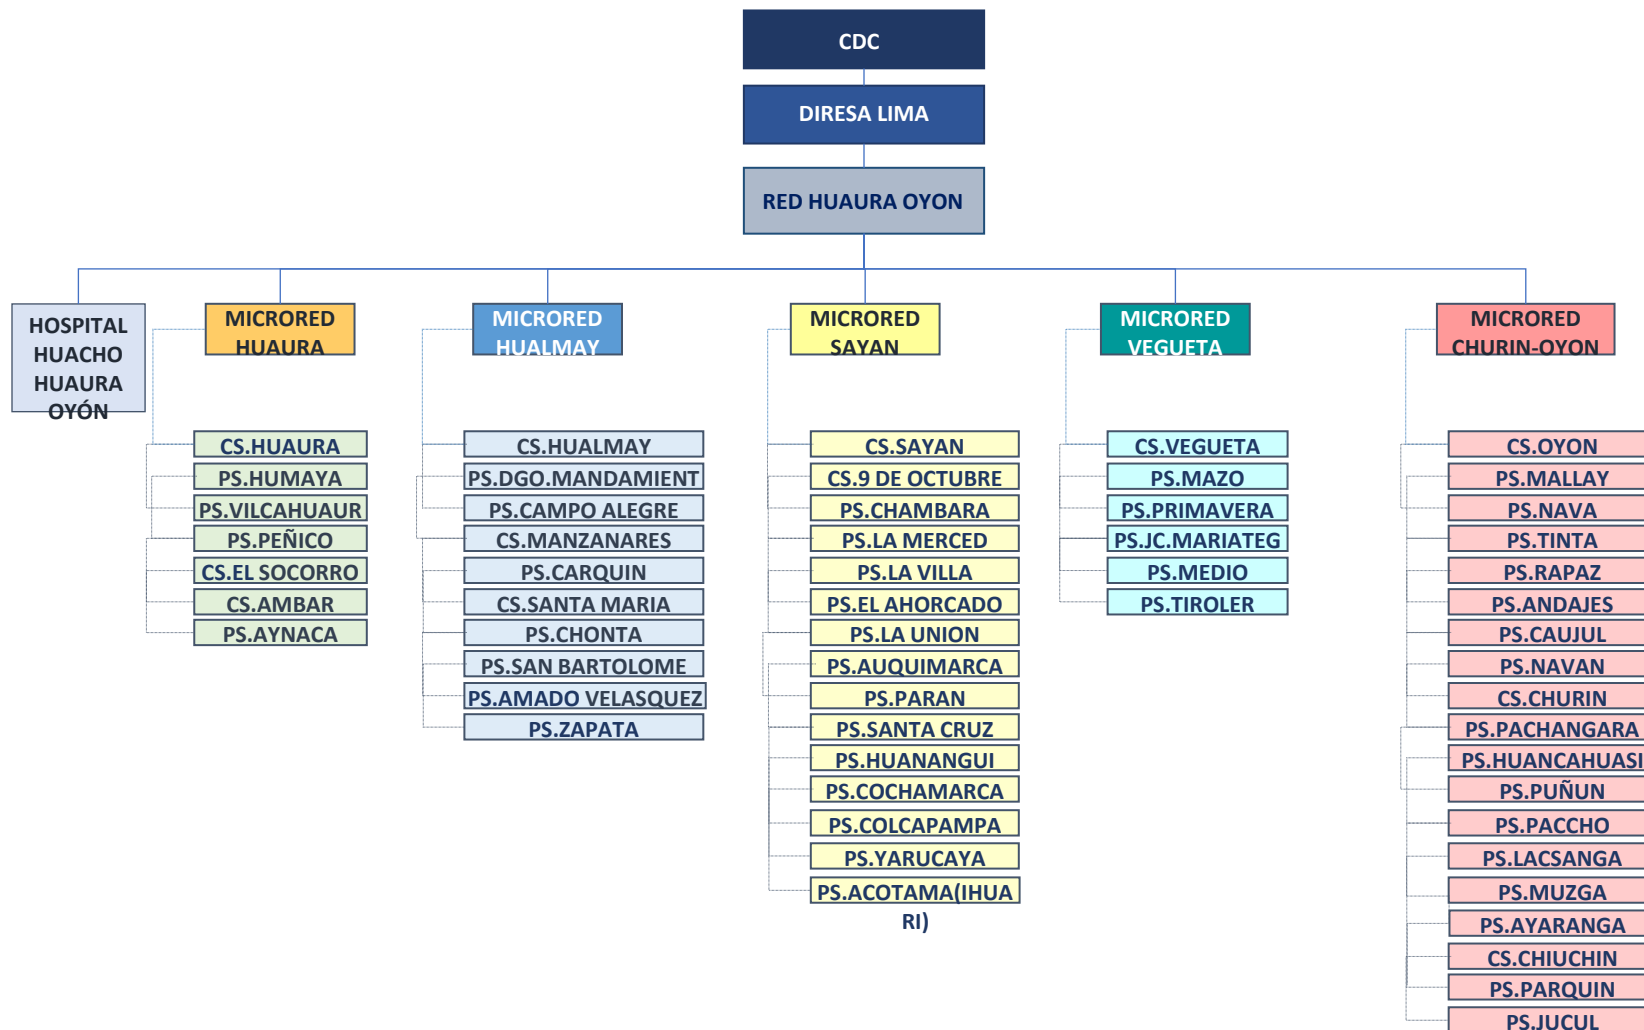 CDC
DIRESA LIMA
RED HUAURA OYON
HOSPITAL
HUACHO
HUAURA
OYÓN
MICRORED
HUAURA
CS.HUAURA
PS.HUMAYA
PS.VILCAHUAUR
PS.PEÑICO
CS.EL SOCORRO
CS.AMBAR
PS.AYNACA
MICRORED
HUALMAY
CS.HUALMAY
PS.DGO.MANDAMIENT
PS.CAMPO ALEGRE
CS.MANZANARES
PS.CARQUIN
CS.SANTA MARIA
PS.CHONTA
PS.SAN BARTOLOME
PS.AMADO VELASQUEZ
PS.ZAPATA
MICRORED
SAYAN
CS.SAYAN
CS.9 DE OCTUBRE
PS.CHAMBARA
PS.LA MERCED
PS.LA VILLA
PS.EL AHORCADO
PS.LA UNION
PS.AUQUIMARCA
PS.PARAN
PS.SANTA CRUZ
PS.HUANANGUI
PS.COCHAMARCA
PS.COLCAPAMPA
PS.YARUCAYA
PS.ACOTAMA(IHUA
RI)
MICRORED
VEGUETA
CS.VEGUETA
PS.MAZO
PS.PRIMAVERA
PS.JC.MARIATEG
PS.MEDIO
PS.TIROLER
MICRORED
CHURIN-OYON
CS.OYON
PS.MALLAY
PS.NAVA
PS.TINTA
PS.RAPAZ
PS.ANDAJES
PS.CAUJUL
PS.NAVAN
CS.CHURIN
PS.PACHANGARA
PS.HUANCAHUASI
PS.PUÑUN
PS.PACCHO
PS.LACSANGA
PS.MUZGA
PS.AYARANGA
CS.CHIUCHIN
PS.PARQUIN
PS.JUCUL